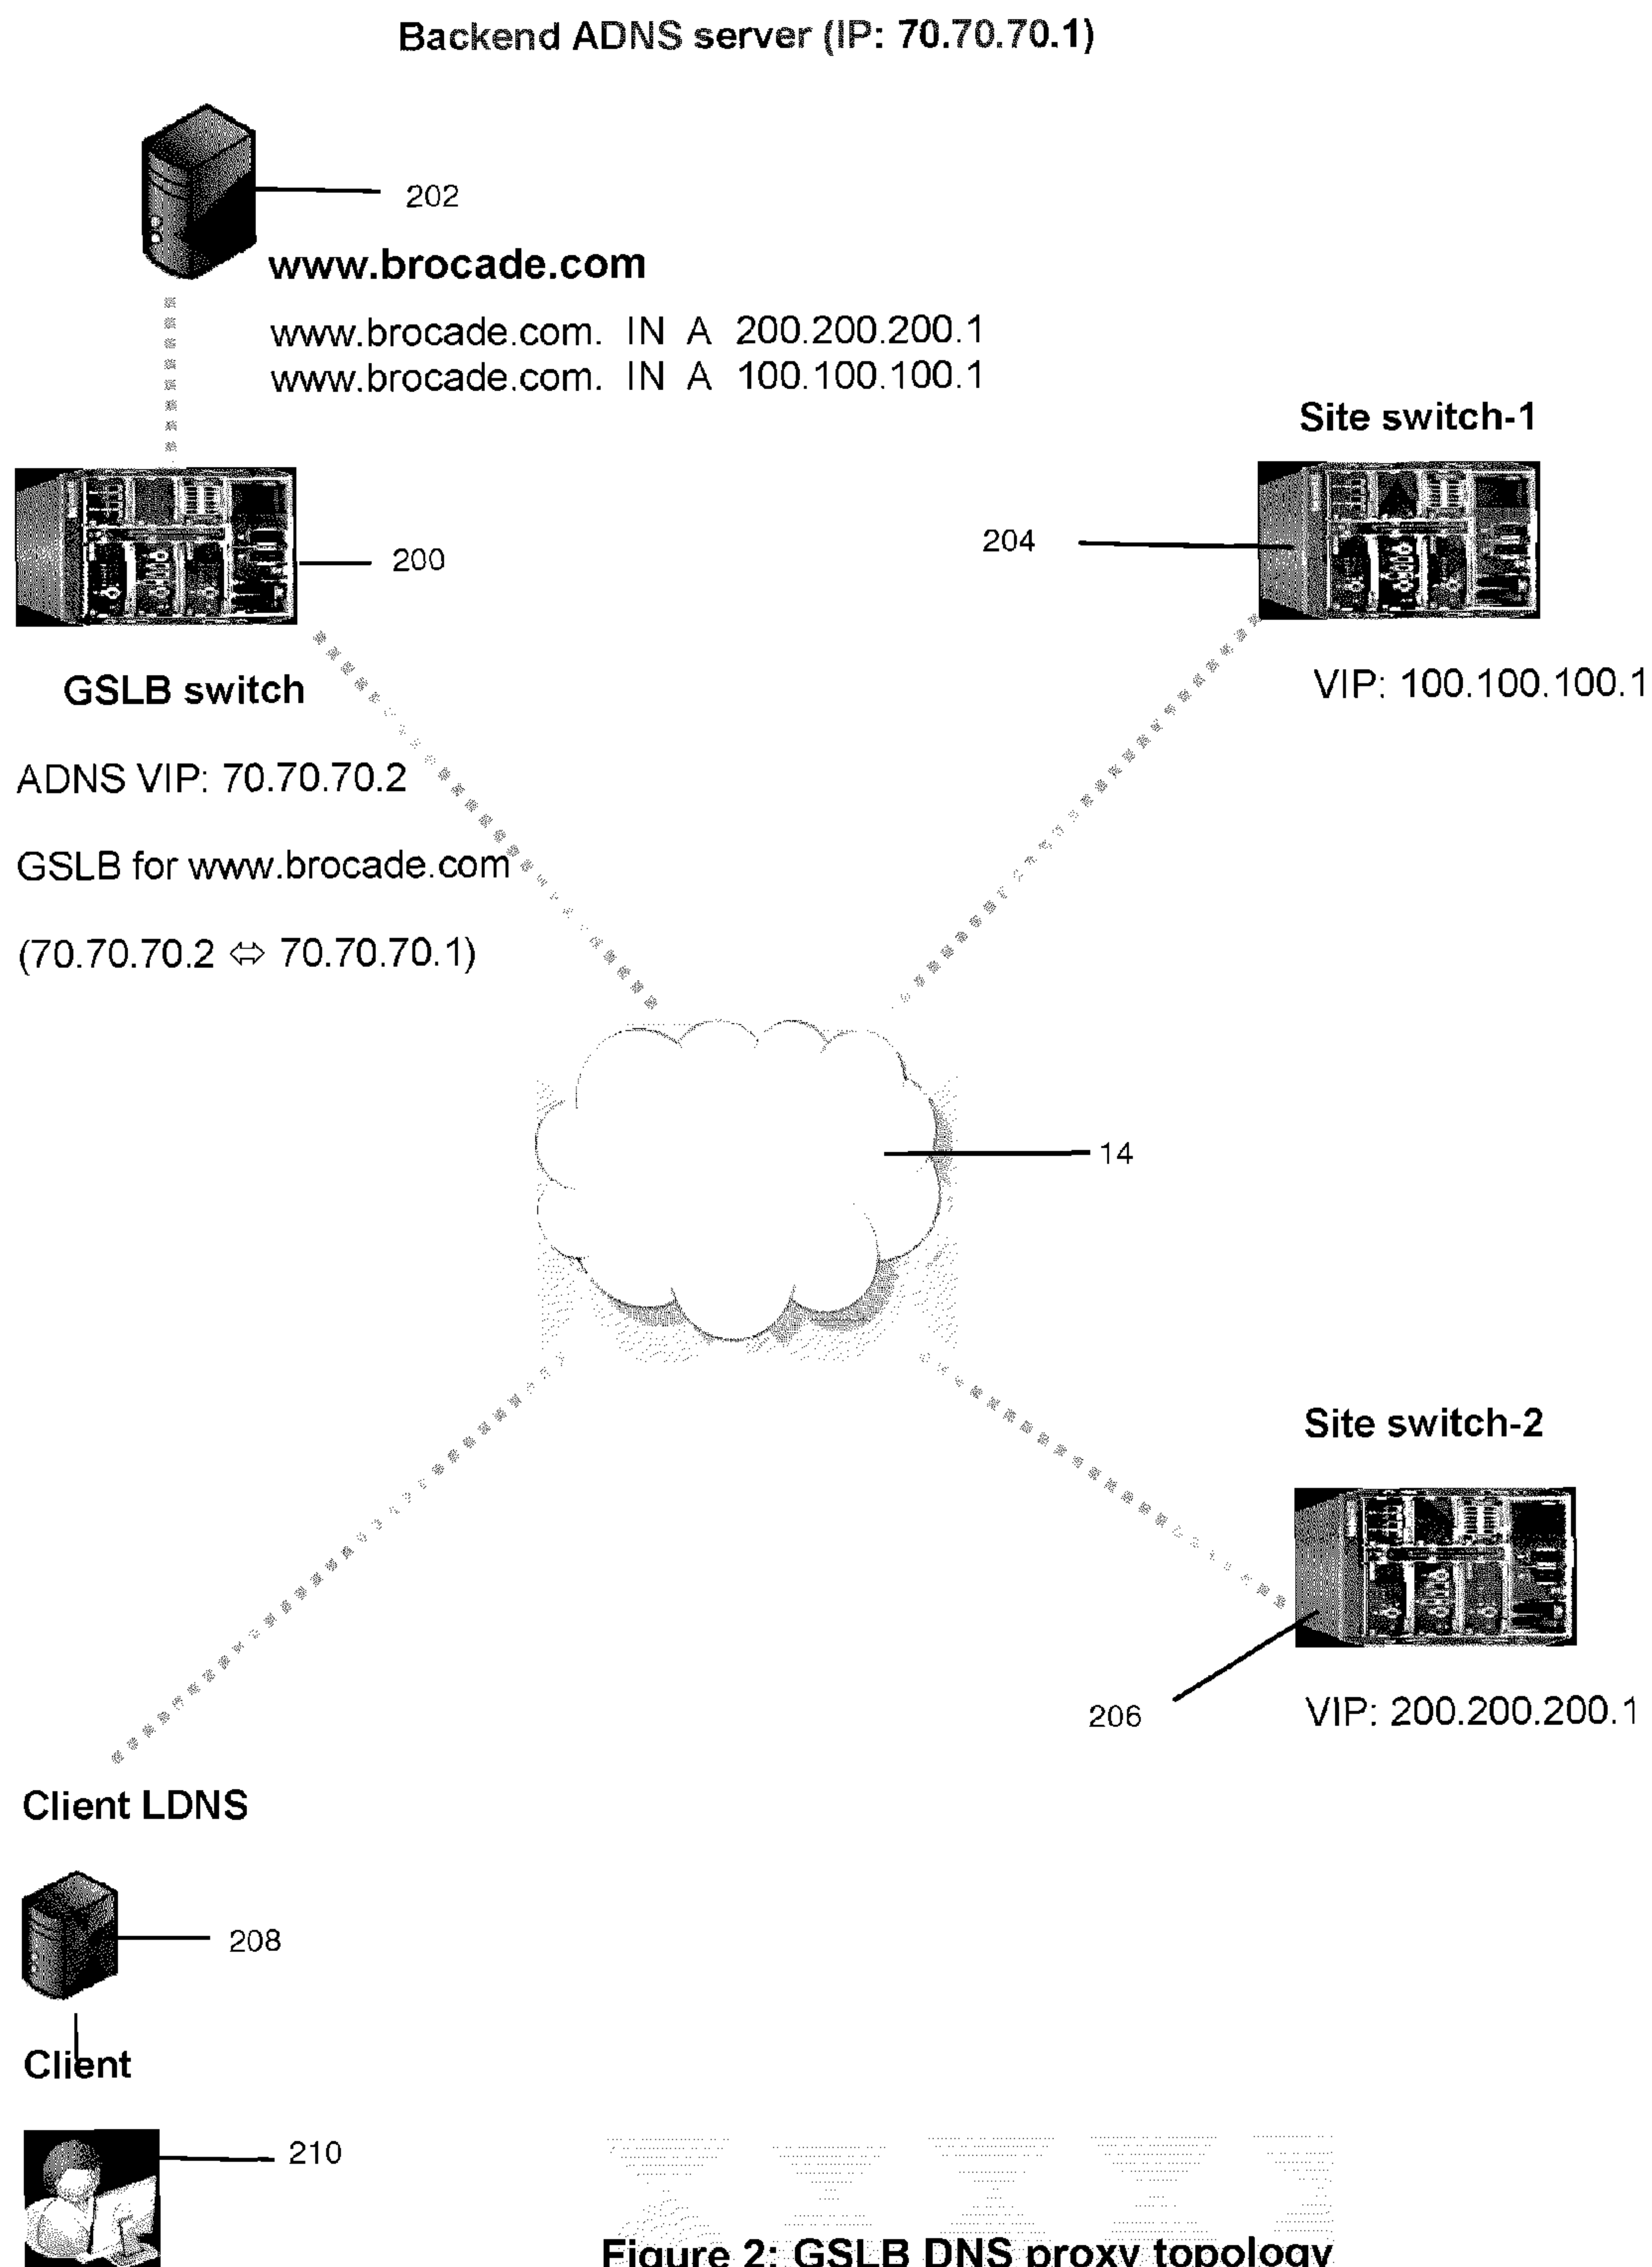 Backend ADNS server (IP: 70.70.70.1)
202
www.brocade.com
www.brocade.com. IN A 200.200.200.1
www.brocade.com. IN A 100.100.100.1
Site switch-1
200
204
GSLB switch
VIP: 100.100.100.1
ADNS VIP: 70.70.70.2
GSLB for www.brocade.com
(70.70.70.2 ⇔ 70.70.70.1)
14
Site switch-2
206
VIP: 200.200.200.1
Client LDNS
208
Client
210
Figure 2: GSLB DNS proxy topology